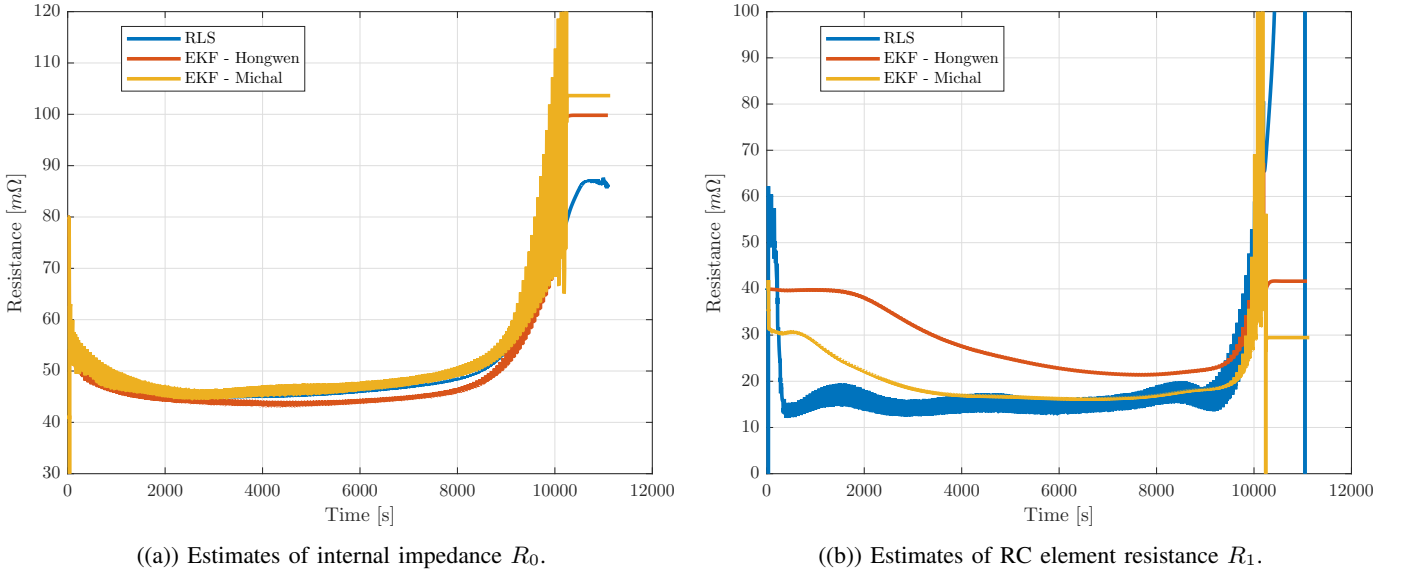 120
110
100
90
80
70
60
50
40
30
0
2000
4000
6000
8000
10000
12000
Time [s]
Resistance [mΩ]
RLS
EKF - Hongwen
EKF - Michal
((a)) Estimates of internal impedance R₀.
100
90
80
70
60
50
40
30
20
10
0
0
2000
4000
6000
8000
10000
12000
Time [s]
Resistance [mΩ]
RLS
EKF - Hongwen
EKF - Michal
((b)) Estimates of RC element resistance R₁.